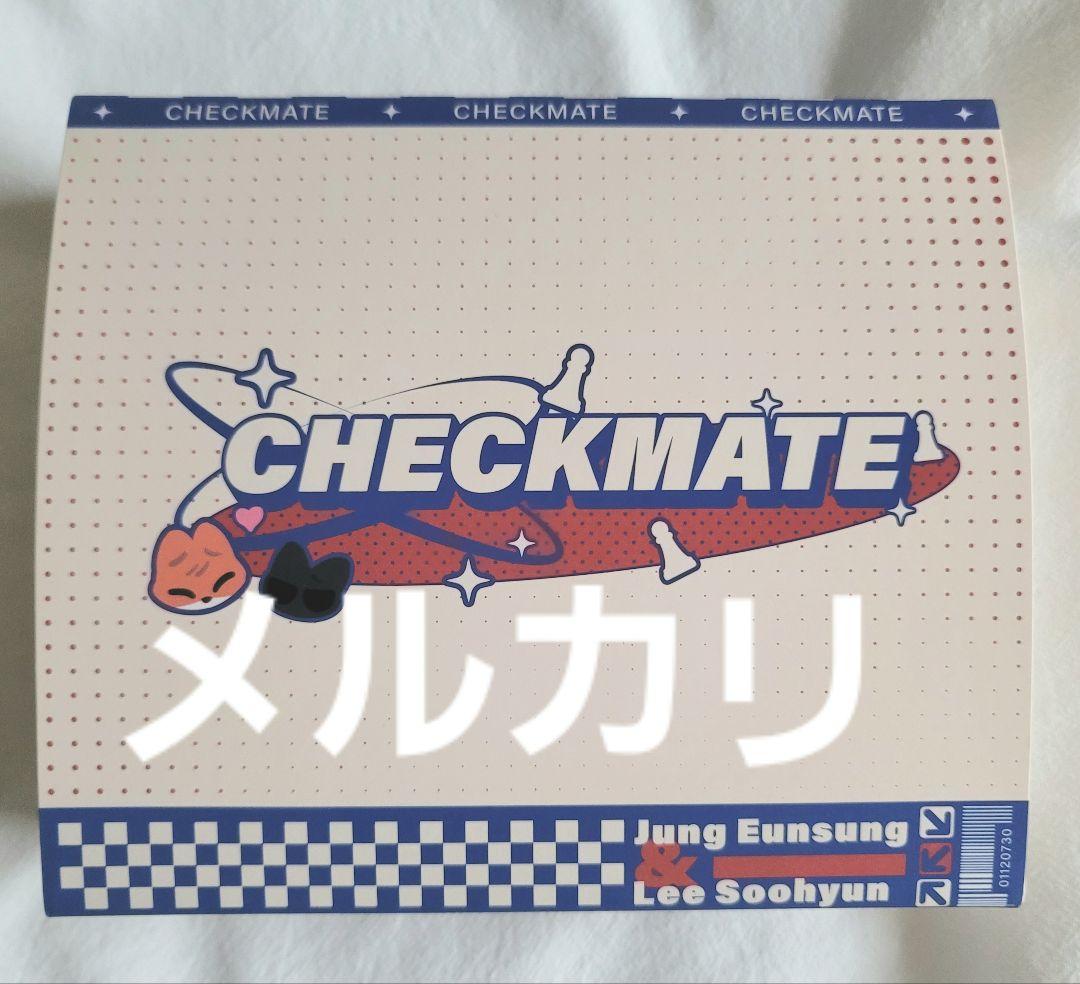 CHECKMATE CHECKMATE CHECKMATE
CHECKMATE
メルカリ
Jung Eunsung
&
Lee Soohyun
01120730